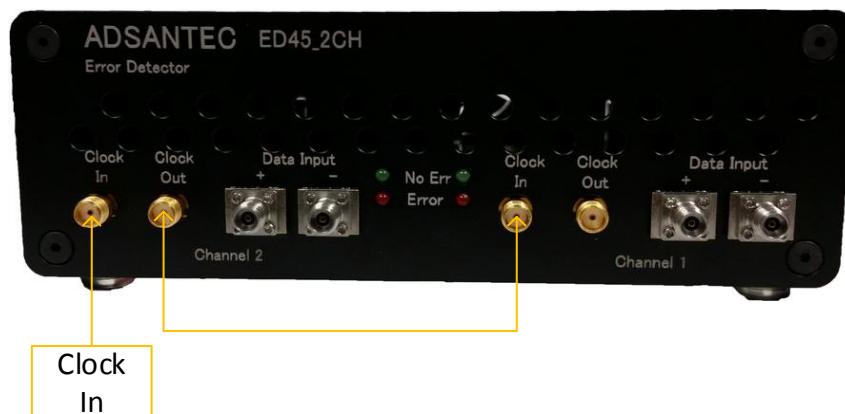 ADSANTEC ED45_2CH
Error Detector
Clock In
Clock Out
Data Input
+ -
No Err
Error
Clock In
Clock Out
Data Input
+ -
Channel 2
Channel 1
Clock
In